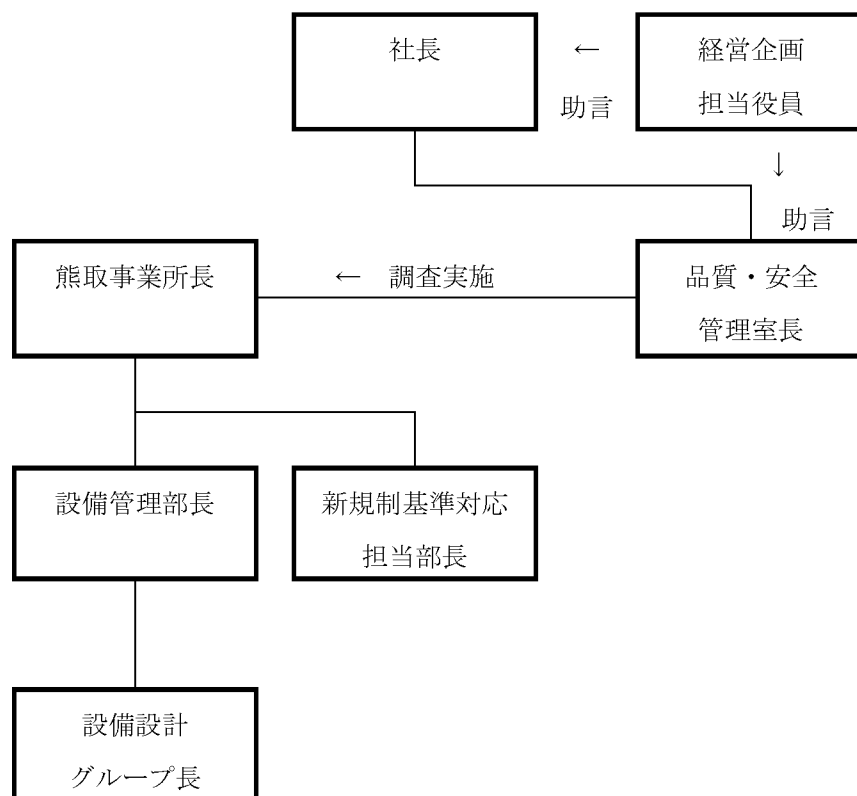 社長
←
助言
経営企画
担当役員
↓
助言
熊取事業所長
← 調査実施
品質・安全
管理室長
設備管理部長
新規制基準対応
担当部長
設備設計
グループ長